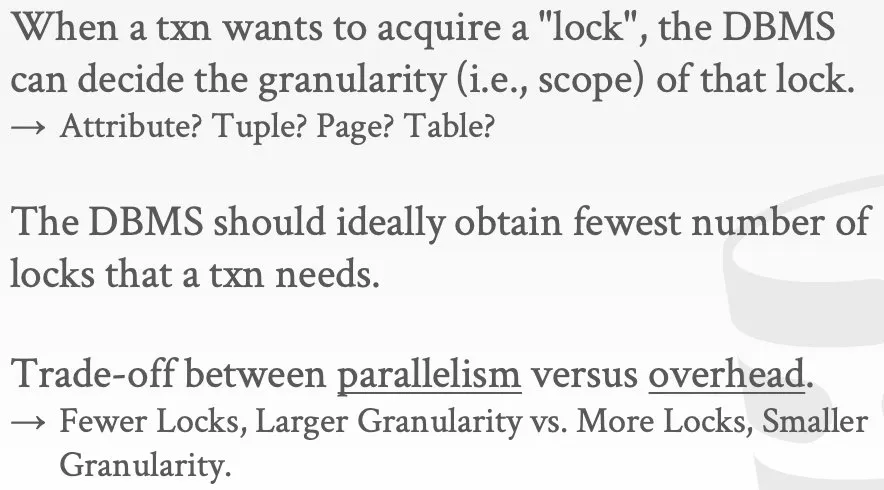 When a txn wants to acquire a "lock", the DBMS
can decide the granularity (i.e., scope) of that lock.
→ Attribute? Tuple? Page? Table?
The DBMS should ideally obtain fewest number of
locks that a txn needs.
Trade-off between parallelism versus overhead.
→ Fewer Locks, Larger Granularity vs. More Locks, Smaller
Granularity.